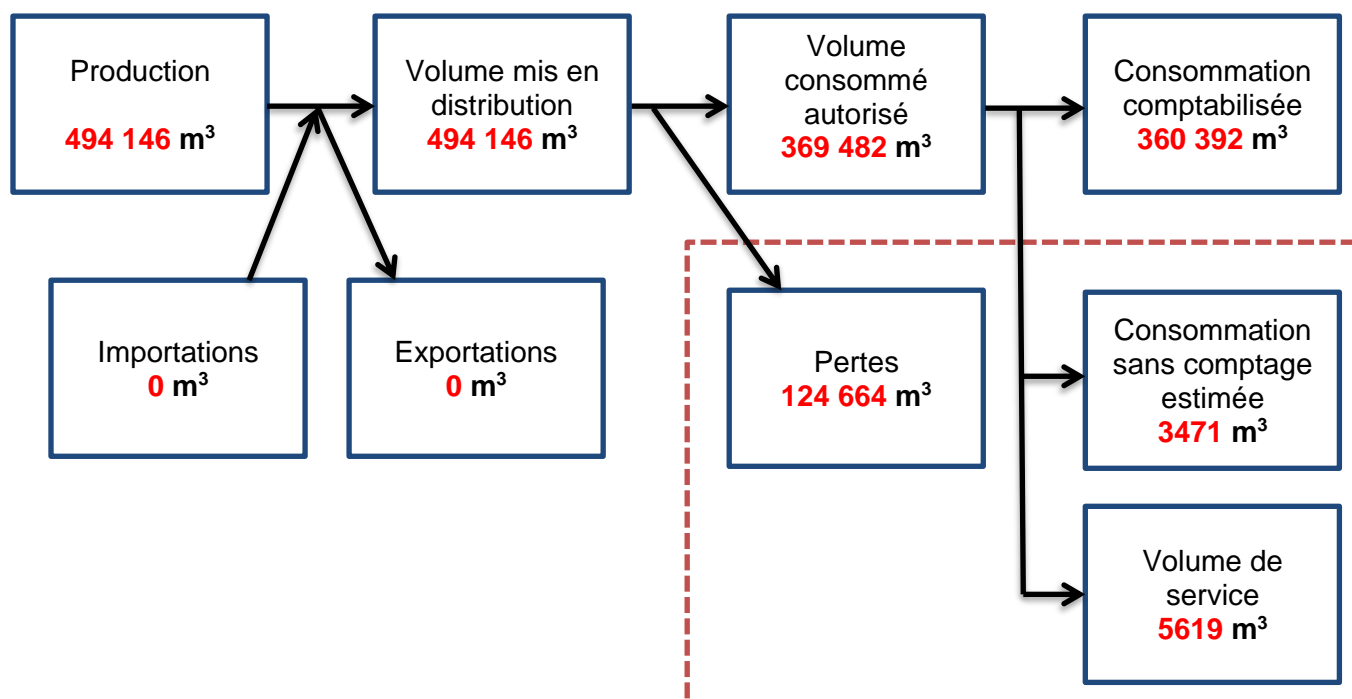 Production
494 146 m³
Volume mis en
distribution
494 146 m³
Volume
consommé
autorisé
369 482 m³
Consommation
comptabilisée
360 392 m³
Importations
0 m³
Exportations
0 m³
Pertes
124 664 m³
Consommation
sans comptage
estimée
3471 m³
Volume de
service
5619 m³